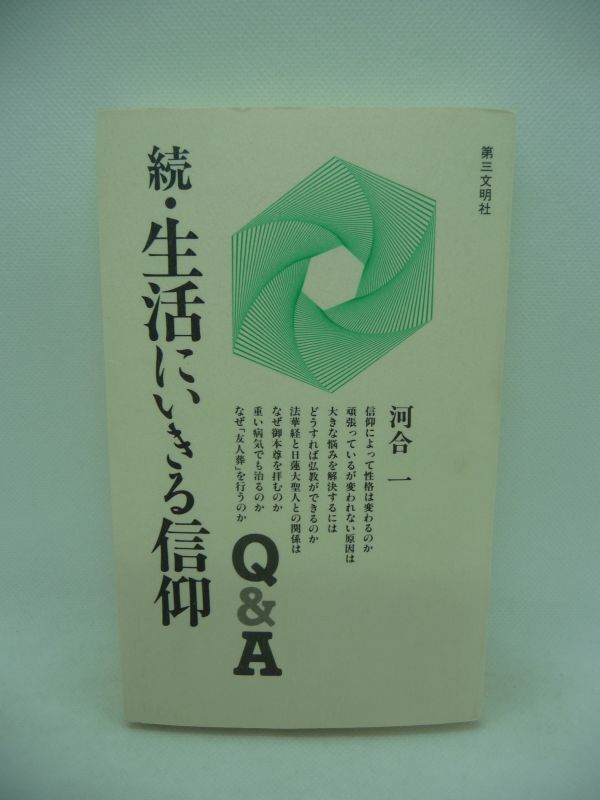 第三文明社
河合 一
信仰によって性格は変わるのか
頑張っているが変われない原因は
大きな悩みを解決するには
どうすれば弘教ができるのか
法華経と日蓮大聖人との関係は
なぜ御本尊を拝むのか
重い病気でも治るのか
なぜ「友人葬」を行うのか
続・生活にいきる信仰
Q&A